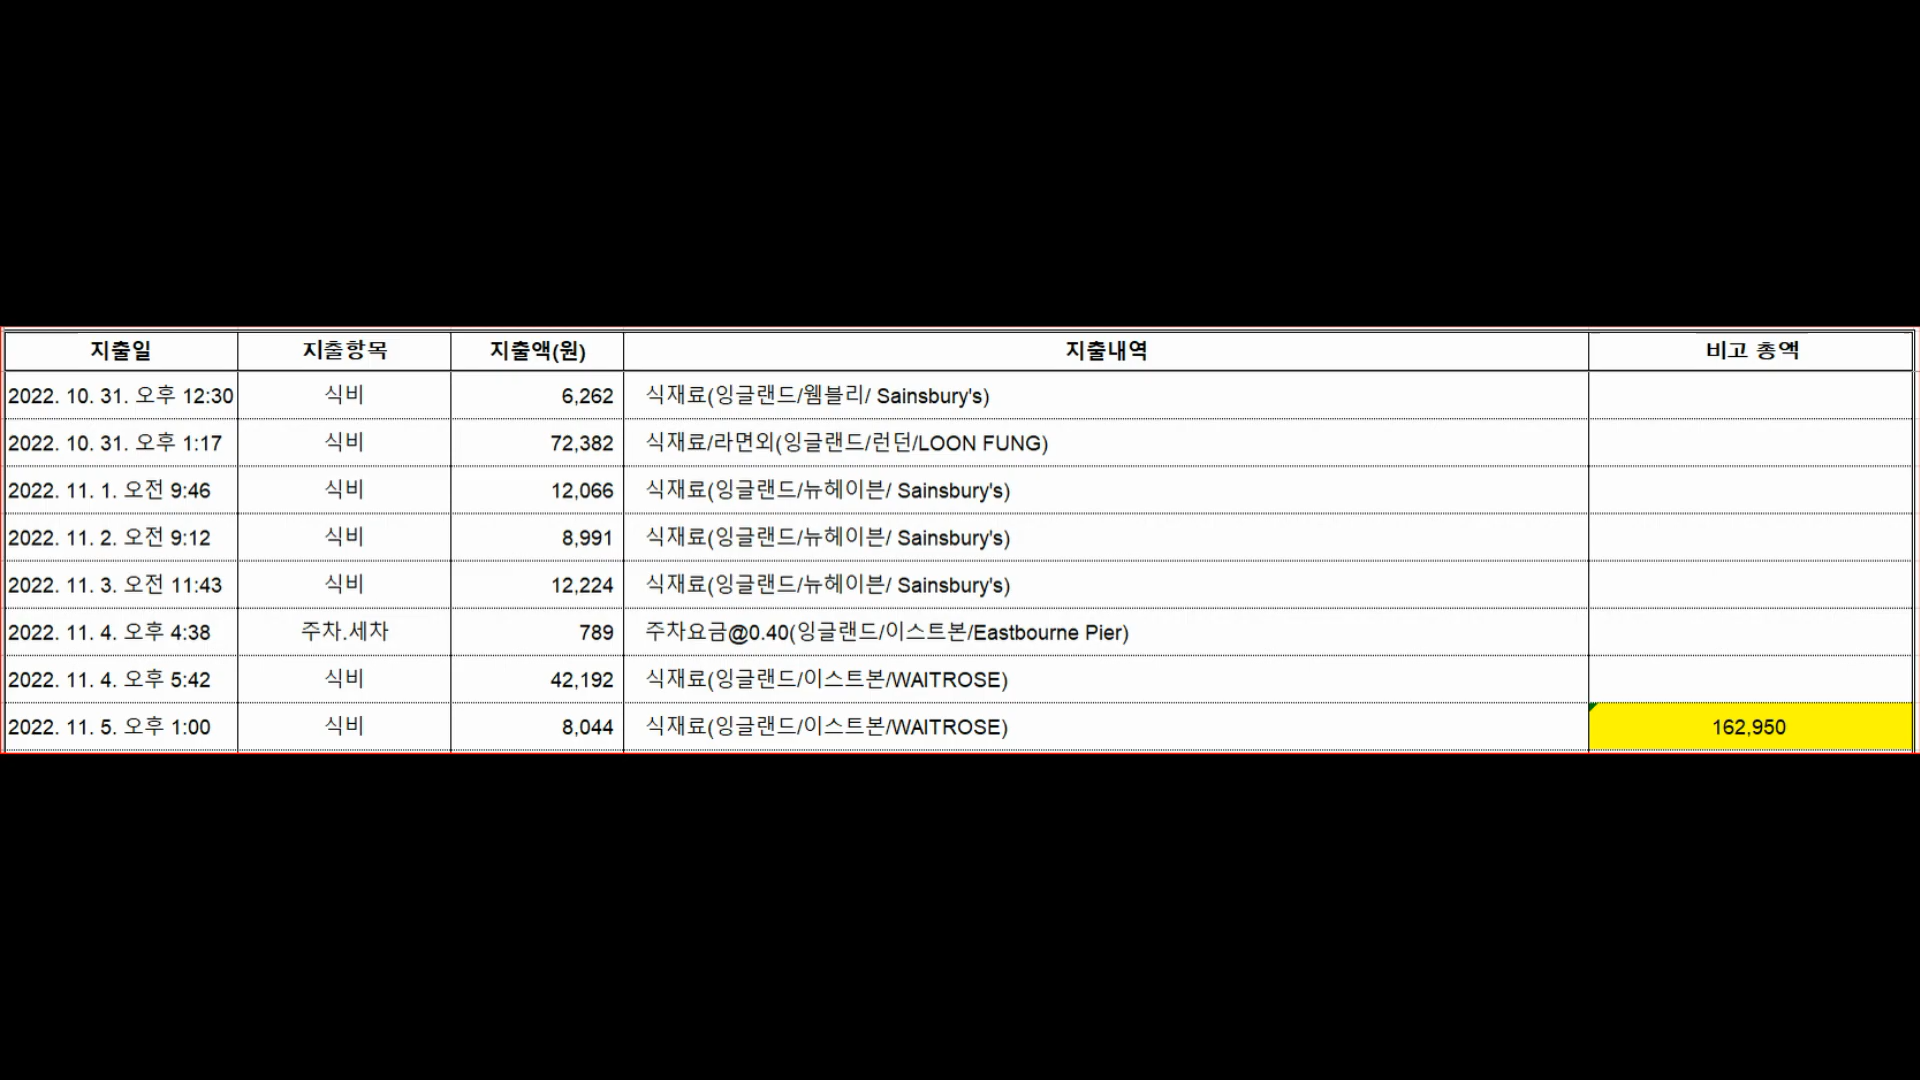 지출일 지출항목 지출액(원) 지출내역 비고 총액
2022. 10. 31. 오후 12:30 식비 6,262 식재료(잉글랜드/웸블리/ Sainsbury's)
2022. 10. 31. 오후 1:17 식비 72,382 식재료/라면외(잉글랜드/런던/LOON FUNG)
2022. 11. 1. 오전 9:46 식비 12,066 식재료(잉글랜드/뉴헤이븐/ Sainsbury's)
2022. 11. 2. 오전 9:12 식비 8,991 식재료(잉글랜드/뉴헤이븐/ Sainsbury's)
2022. 11. 3. 오전 11:43 식비 12,224 식재료(잉글랜드/뉴헤이븐/ Sainsbury's)
2022. 11. 4. 오후 4:38 주차.세차 789 주차요금@0.40(잉글랜드/이스트본/Eastbourne Pier)
2022. 11. 4. 오후 5:42 식비 42,192 식재료(잉글랜드/이스트본/WAITROSE)
2022. 11. 5. 오후 1:00 식비 8,044 식재료(잉글랜드/이스트본/WAITROSE) 162,950